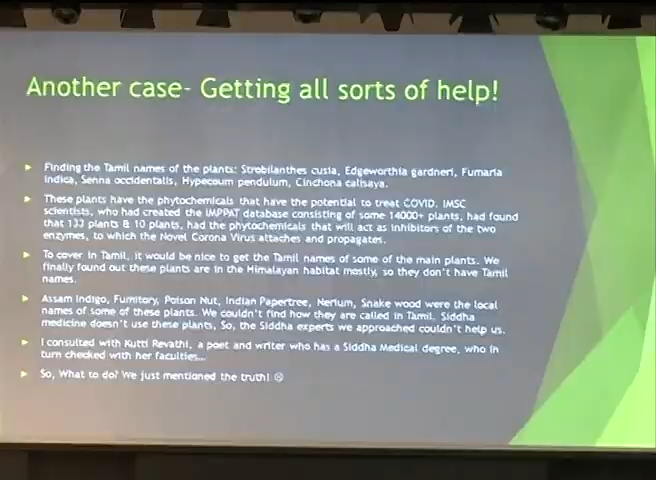 Another case- Getting all sorts of help!
Finding the Tamil names of the plants: Strobilanthes cusia, Edgeworthia gardneri, Fumaria
indica, Senna occidentalis, Hypecoum pendulum, Cinchona calisaya.
These plants have the phytochemicals that have the potential to treat COVID. IMSC
scientists, who had created the IMPPAT database consisting of some 14000+ plants, had found
that 133 plants & 10 plants, had the phytochemicals that will act as inhibitors of the two
enzymes, to which the Novel Corona Virus attaches and propagates.
To cover in Tamil, it would be nice to get the Tamil names of some of the main plants. We
finally found out these plants are in the Himalayan habitat mostly, so they don't have Tamil
names.
Assam Indigo, Fumitory, Poison Nut, Indian Papertree, Nerium, Snake wood were the local
names of some of these plants. We couldn't find how they are called in Tamil. Siddha
medicine doesn't use these plants, So, the Siddha experts we approached couldn't help us.
I consulted with Kutti Revathi, a poet and writer who has a Siddha Medical degree, who in
turn checked with her faculties...
So, What to do? We just mentioned the truth! ☹